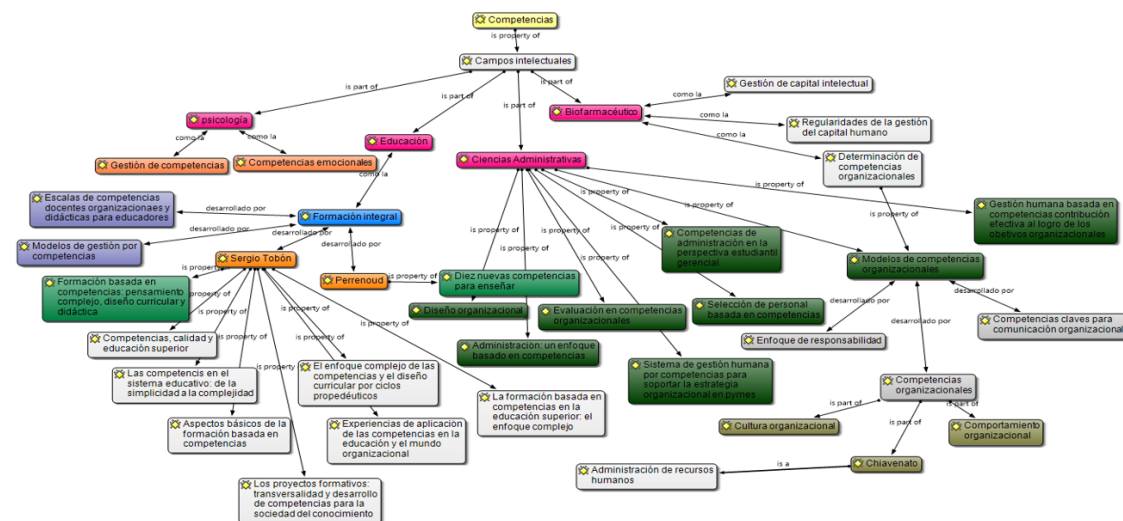 Competencias
is property of
Campos intelectuales
is part of
is part of
is part of
is part of
Gestión de capital intelectual
como la
Biofarmacéutico
psicología
como la
Regularidades de la gestión
del capital humano
como la
como la
como la
Educación
Gestión de competencias
Competencias emocionales
Ciencias Administrativas
Determinación de
competencias
organizacionales
como la
is property of
Escalas de competencias
docentes organizacionaes y
didácticas para educadores
desarrollado por
Formación integral
is property of
is property of
is property of
is property of
is property of
is property of
is property of
is property of
Gestión humana basada en
competencias contribución
efectiva al logro de los
obetivos organizacionales
Modelos de gestión por
competencias
desarrollado por
desarrollado por
desarrollado por
Competencias de
administración en la
perspectiva estudiantil
gerencial
Sergio Tobón
Modelos de competencias
organizacionales
Formación basada en
competencias: pensamiento
complejo, diseño curricular y
didáctica
is property of
Perrenoud
is property of
Diez nuevas competencias
para enseñar
Diseño organizacional
Evaluación en competencias
organizacionales
Selección de personal
basada en competencias
desarrollado por
desarrollado por
desarrollado por
Competencias claves para
comunicación organizacional
Enfoque de responsabilidad
property of
is property of
is property of
is property of
is property of
is property of
is property of
is property of
Competencias, calidad y
educación superior
Administración: un enfoque
basado en competencias
Las competencis en el
sistema educativo: de la
simplicidad a la complejidad
El enfoque complejo de las
competencias y el diseño
curricular por ciclos
propedéuticos
Sistema de gestión humana
por competencias para
soportar la estrategia
organizacional en pymes
Competencias
organizacionales
La formación basada en
competencias en la
educación superior: el
enfoque complejo
is part of
is part of
is part of
Aspectos básicos de la
formación basada en
competencias
Experiencias de aplicación
de las competencias en la
educación y el mundo
organizacional
Cultura organizacional
Comportamiento
organizacional
Chiavenato
is a
Administración de recursos
humanos
Los proyectos formativos:
transversalidad y desarrollo
de competencias para la
sociedad del conocimiento